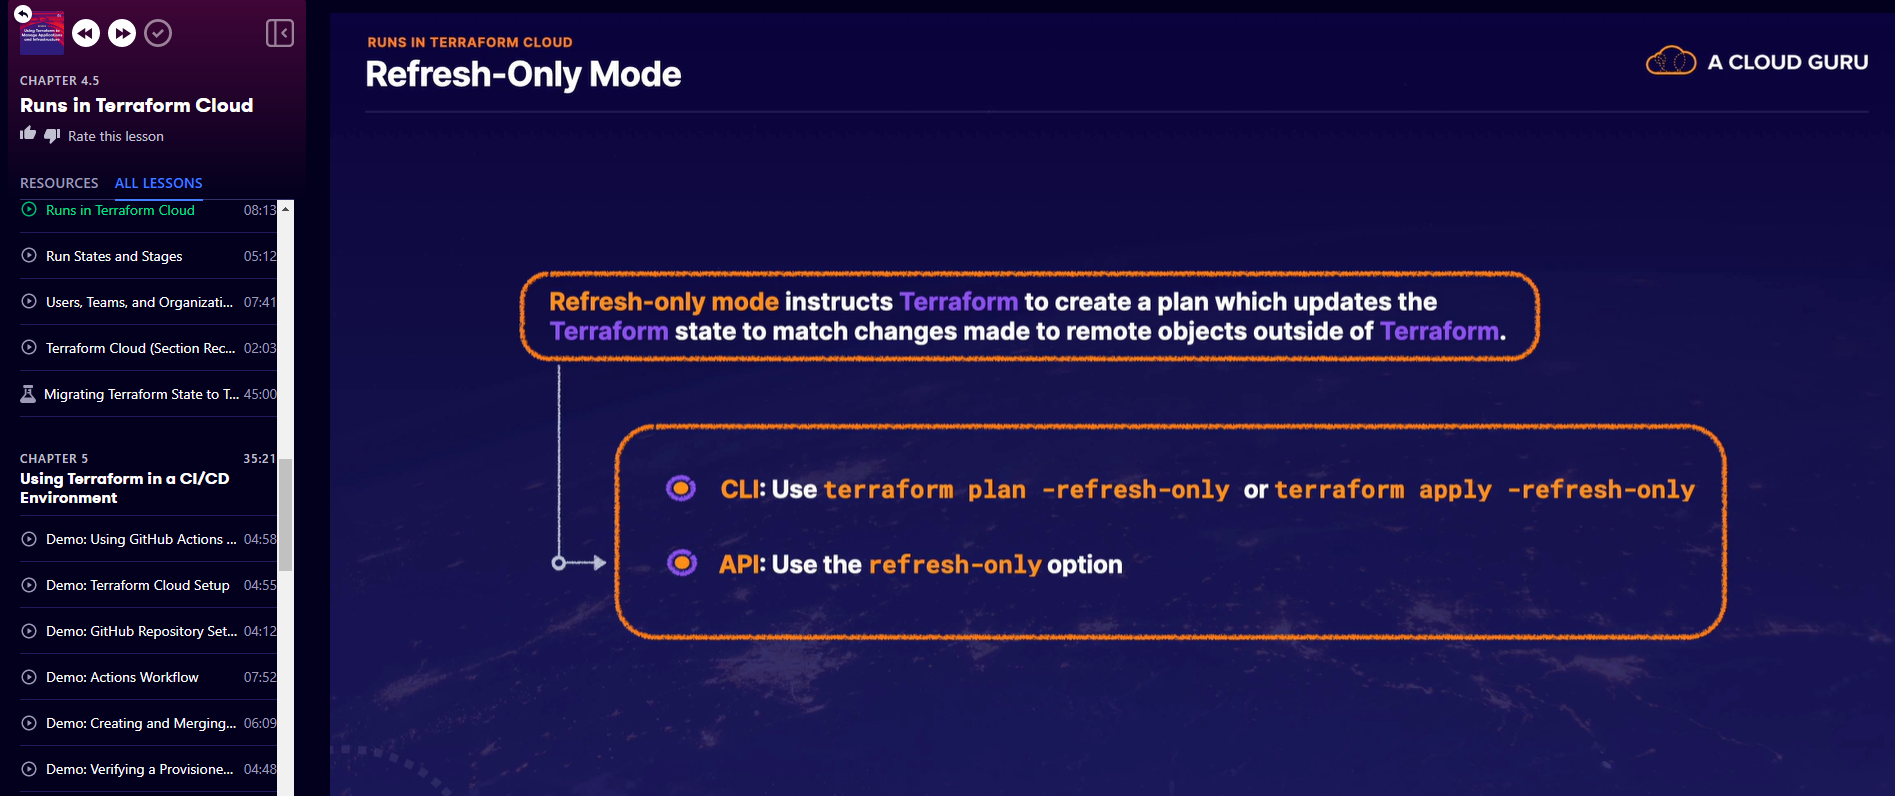 CHAPTER 4.5
Runs in Terraform Cloud
Rate this lesson
RESOURCES ALL LESSONS
Runs in Terraform Cloud 08:13
Run States and Stages 05:12
Users, Teams, and Organizati... 07:41
Terraform Cloud (Section Rec... 02:03
Migrating Terraform State to T... 45:00
CHAPTER 5 35:21
Using Terraform in a CI/CD
Environment
Demo: Using GitHub Actions ... 04:58
Demo: Terraform Cloud Setup 04:55
Demo: GitHub Repository Set... 04:12
Demo: Actions Workflow 07:52
Demo: Creating and Merging... 06:09
Demo: Verifying a Provisione... 04:48
RUNS IN TERRAFORM CLOUD
Refresh-Only Mode
A CLOUD GURU
Refresh-only mode instructs Terraform to create a plan which updates the
Terraform state to match changes made to remote objects outside of Terraform.
CLI: Use terraform plan -refresh-only or terraform apply -refresh-only
API: Use the refresh-only option
Using Terraform to
Manage Applications
and Infrastructure